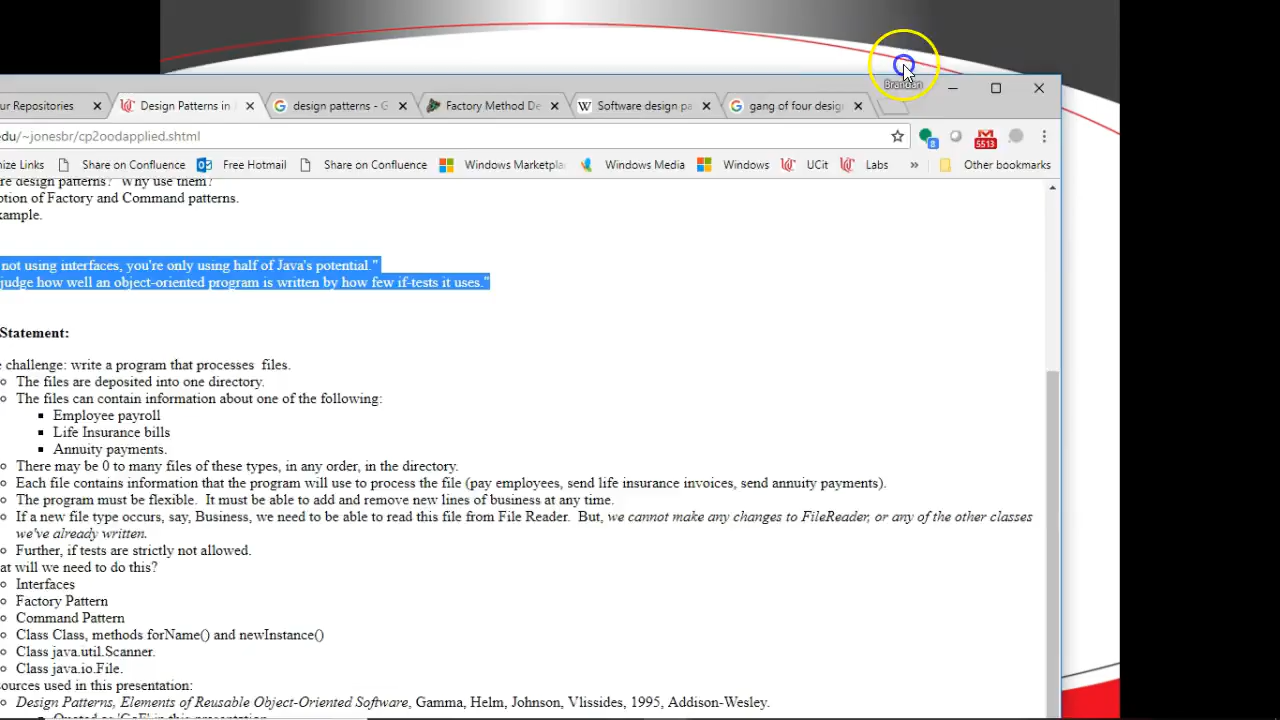 Brandan
ur Repositories
Design Patterns in
design patterns - G
Factory Method De
Software design pa
gang of four desig
du/~jonesbr/cp2oodapplied.shtml
8
5513
ize Links
Share on Confluence
Free Hotmail
Share on Confluence
Windows Marketpla
Windows Media
Windows
UCit
Labs
»
Other bookmarks
re design patterns? Why use them?
ption of Factory and Command patterns.
xample.
not using interfaces, you're only using half of Java's potential."
judge how well an object-oriented program is written by how few if-tests it uses."
Statement:
e challenge: write a program that processes files.
The files are deposited into one directory.
The files can contain information about one of the following:
Employee payroll
Life Insurance bills
Annuity payments.
There may be 0 to many files of these types, in any order, in the directory.
Each file contains information that the program will use to process the file (pay employees, send life insurance invoices, send annuity payments).
The program must be flexible. It must be able to add and remove new lines of business at any time.
If a new file type occurs, say, Business, we need to be able to read this file from File Reader. But, we cannot make any changes to FileReader, or any of the other classes
we've already written.
Further, if tests are strictly not allowed.
at will we need to do this?
Interfaces
Factory Pattern
Command Pattern
Class Class, methods forName() and newInstance()
Class java.util.Scanner.
Class java.io.File.
sources used in this presentation:
Design Patterns, Elements of Reusable Object-Oriented Software, Gamma, Helm, Johnson, Vlissides, 1995, Addison-Wesley.
Quoted as 'GoF' in this presentation